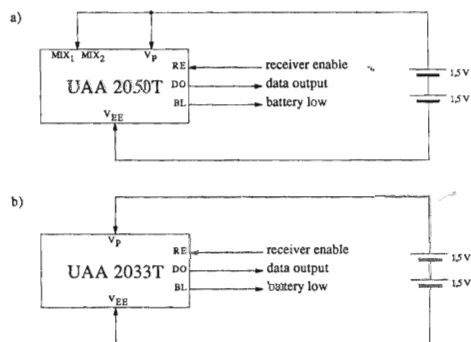 a)
MIX1 MIX2 VP
UAA 2050T
RE receiver enable
DO data output
BL battery low
VEE
1,5 V
1,5 V
b)
VP
UAA 2033T
RE receiver enable
DO data output
BL battery low
VEE
1,5 V
1,5 V